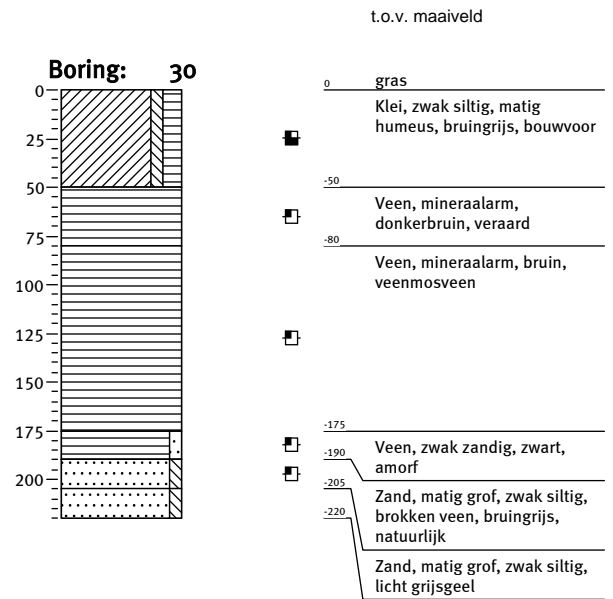 t.o.v. maaiveld
Boring: 30
0
25
50
75
100
125
150
175
200
0 gras
Klei, zwak siltig, matig
humeus, bruingrijs, bouwvoor
-50
Veen, mineraalarm,
donkerbruin, veraard
-80
Veen, mineraalarm, bruin,
veenmosveen
-175
Veen, zwak zandig, zwart,
amorf
-190
Zand, matig grof, zwak siltig,
brokken veen, bruingrijs,
natuurlijk
-205
Zand, matig grof, zwak siltig,
licht grijsgeel
-220